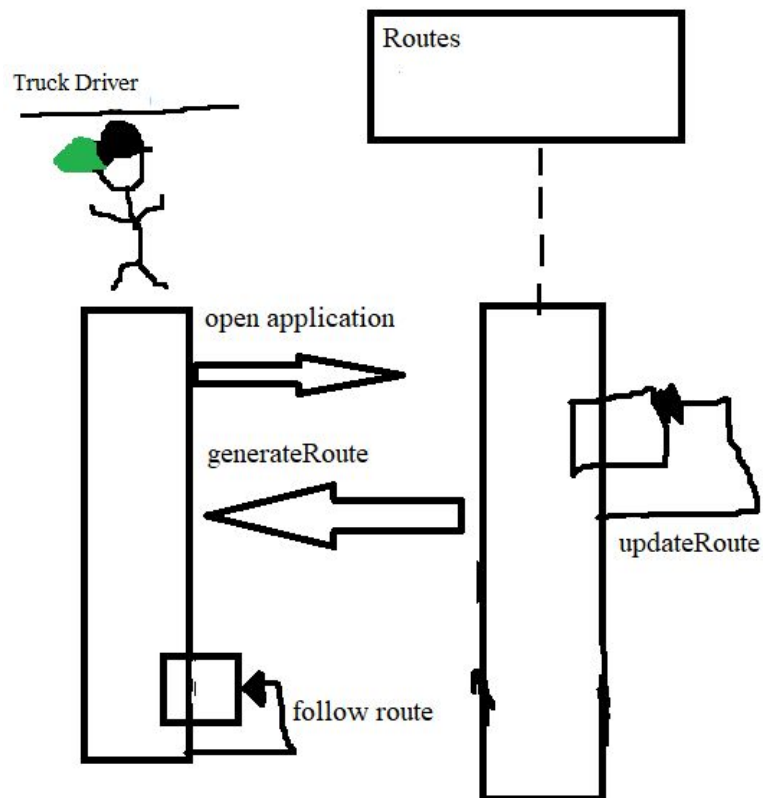 Routes
Truck Driver
open application
generateRoute
updateRoute
follow route